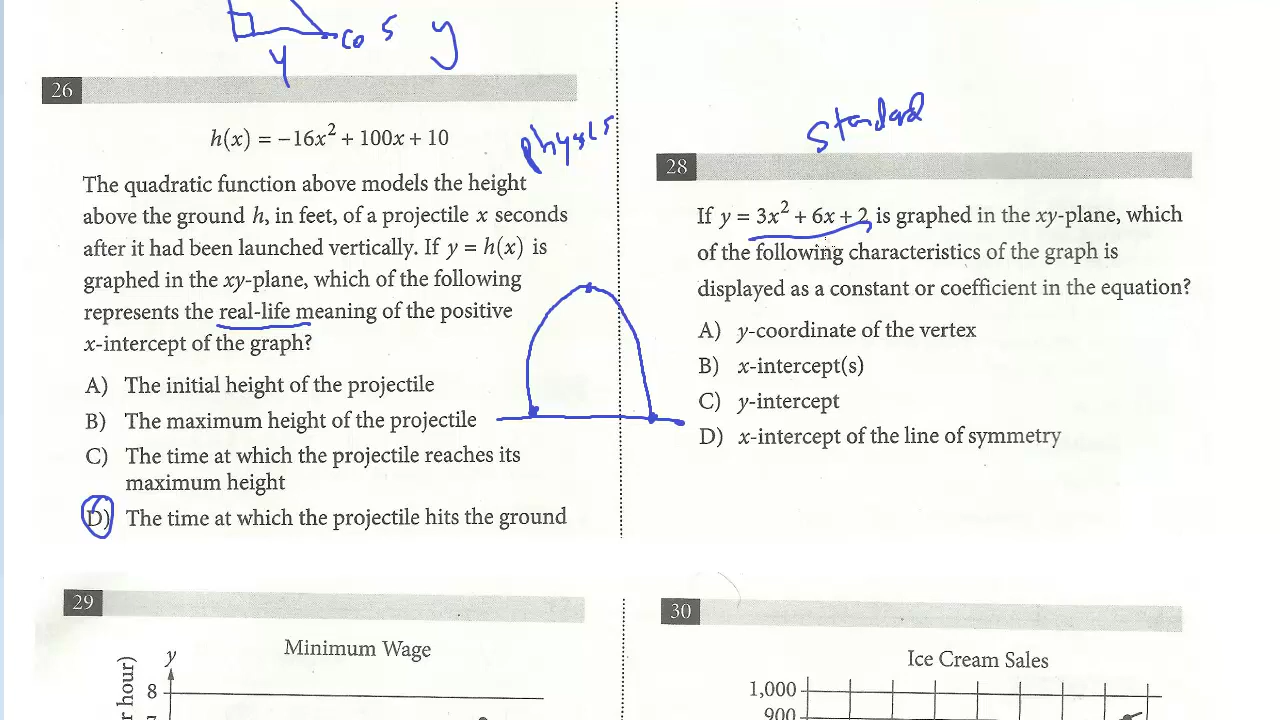 y cos y
26
h(x) = −16x² + 100x + 10
physics
The quadratic function above models the height
above the ground h, in feet, of a projectile x seconds
after it had been launched vertically. If y = h(x) is
graphed in the xy-plane, which of the following
represents the real-life meaning of the positive
x-intercept of the graph?
A) The initial height of the projectile
B) The maximum height of the projectile
C) The time at which the projectile reaches its
maximum height
D) The time at which the projectile hits the ground
standard
28
If y = 3x² + 6x + 2 is graphed in the xy-plane, which
of the following characteristics of the graph is
displayed as a constant or coefficient in the equation?
A) y-coordinate of the vertex
B) x-intercept(s)
C) y-intercept
D) x-intercept of the line of symmetry
29
Minimum Wage
y
8
r hour)
30
Ice Cream Sales
1,000
900